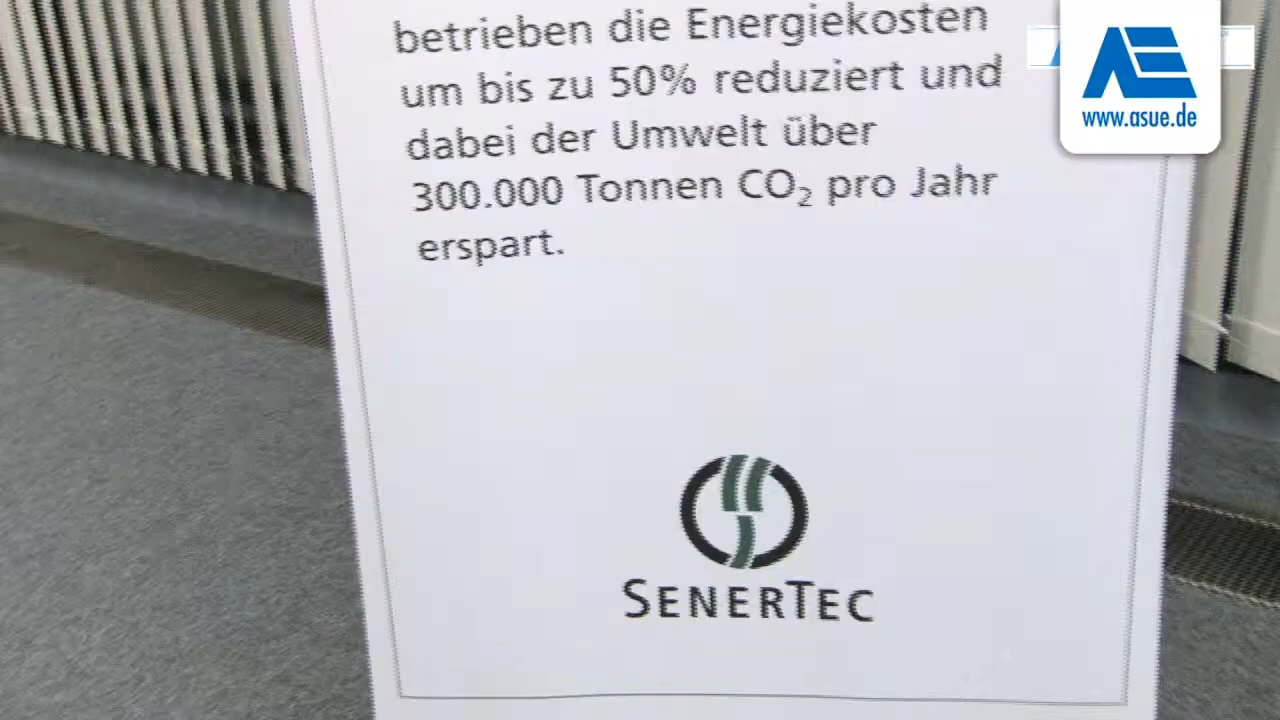 betrieben die Energiekosten
um bis zu 50% reduziert und
dabei der Umwelt über
300.000 Tonnen CO₂ pro Jahr
erspart.
SENERTEC
www.asue.de